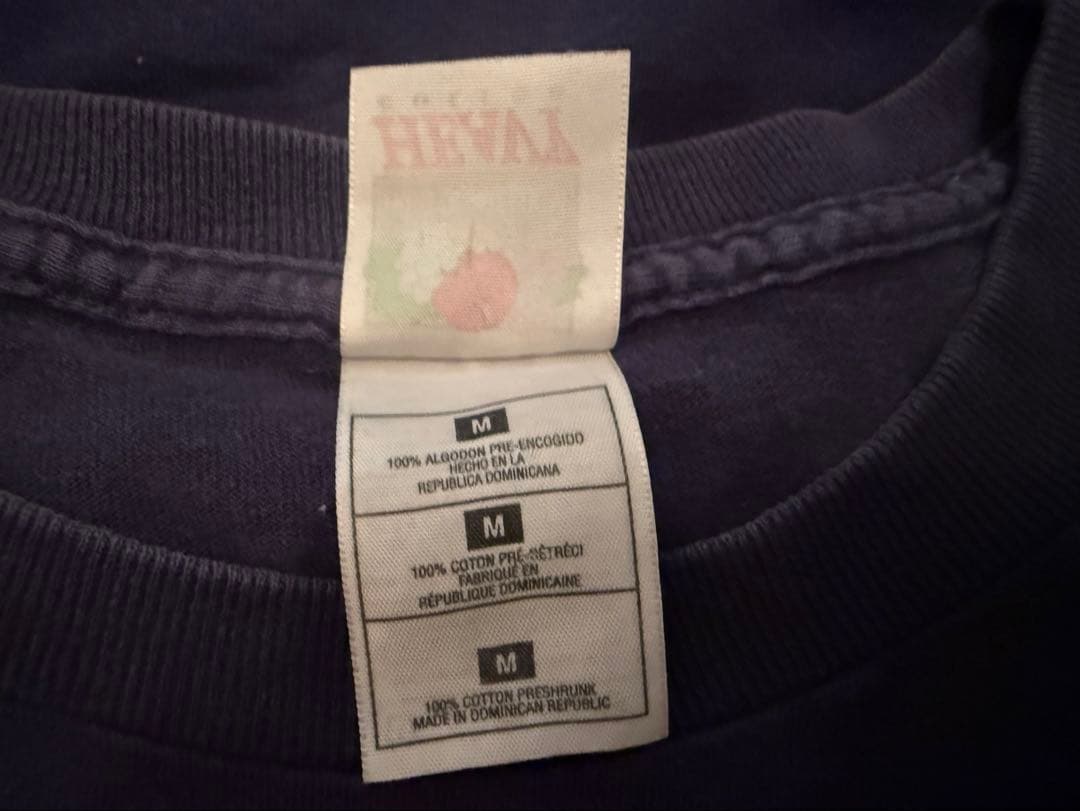 HEAVY
M
100% ALGODON PRE-ENCOGIDO
HECHO EN LA
REPUBLICA DOMINICANA
M
100% COTON PRÉ-RÉTRÉCI
FABRIQUÉ EN
RÉPUBLIQUE DOMINICAINE
M
100% COTTON PRESHRUNK
MADE IN DOMINICAN REPUBLIC